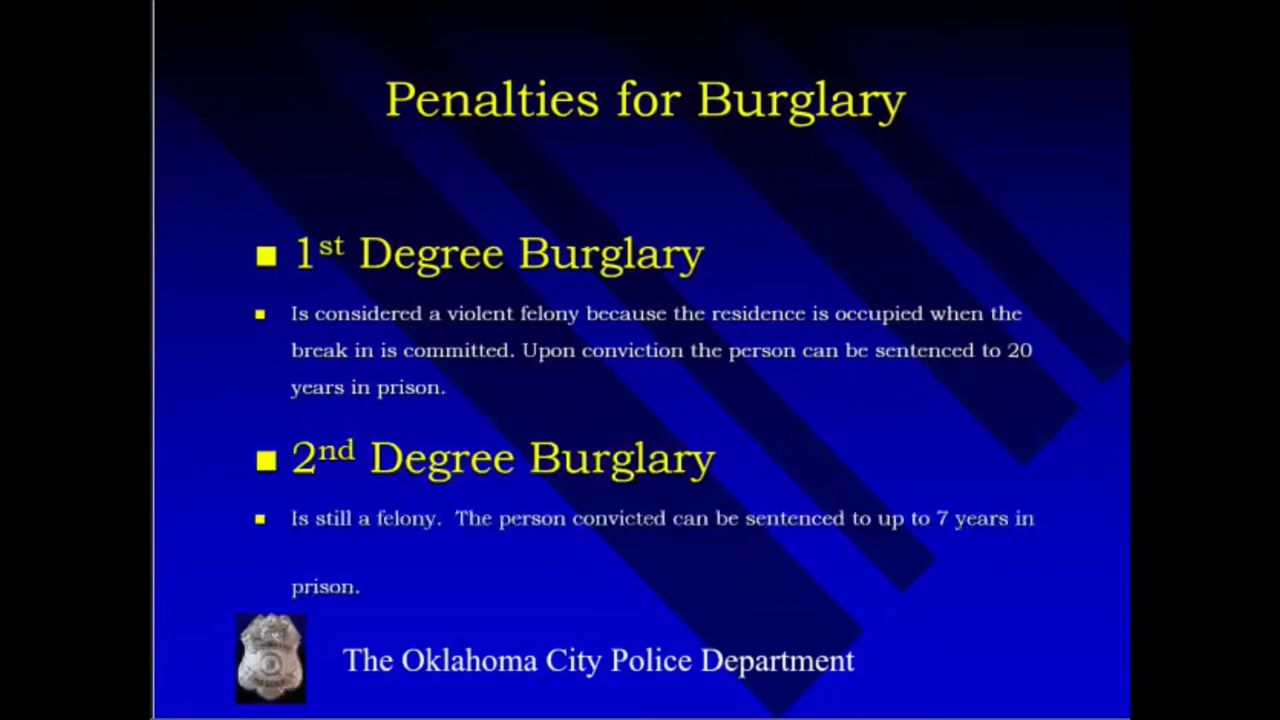 Penalties for Burglary
1st Degree Burglary
Is considered a violent felony because the residence is occupied when the
break in is committed. Upon conviction the person can be sentenced to 20
years in prison.
2nd Degree Burglary
Is still a felony.  The person convicted can be sentenced to up to 7 years in
prison.
The Oklahoma City Police Department